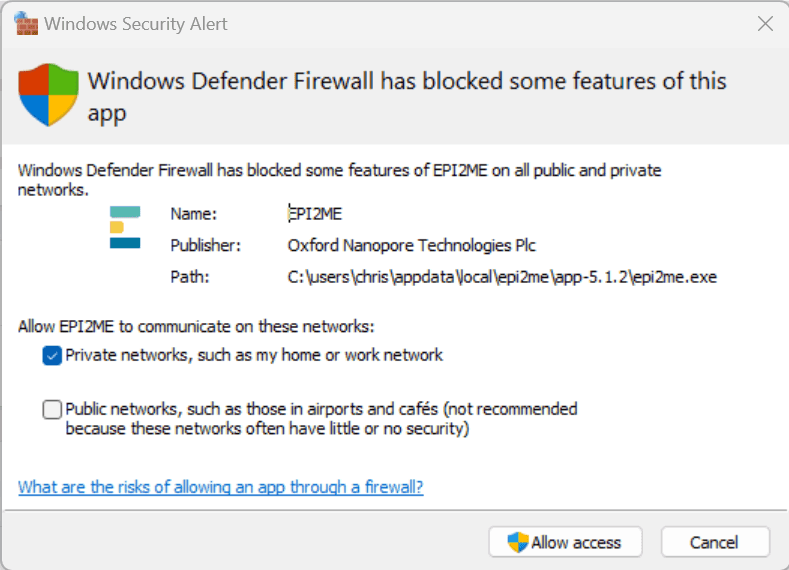 Windows Security Alert
Windows Defender Firewall has blocked some features of this
app
Windows Defender Firewall has blocked some features of EPI2ME on all public and private
networks.
Name: EPI2ME
Publisher: Oxford Nanopore Technologies Plc
Path: C:\users\chris\appdata\local\epi2me\app-5.1.2\epi2me.exe
Allow EPI2ME to communicate on these networks:
Private networks, such as my home or work network
Public networks, such as those in airports and cafés (not recommended
because these networks often have little or no security)
What are the risks of allowing an app through a firewall?
Allow access Cancel